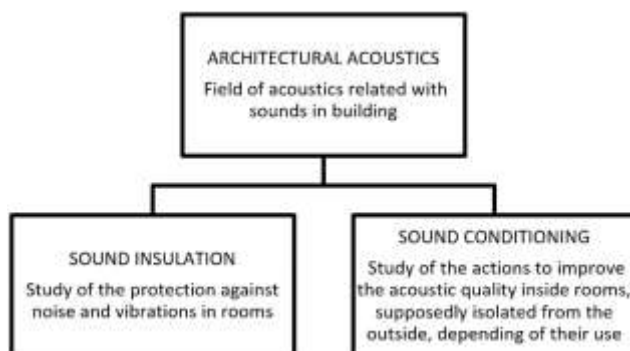 ARCHITECTURAL ACOUSTICS
Field of acoustics related with
sounds in building
SOUND INSULATION
Study of the protection against
noise and vibrations in rooms
SOUND CONDITIONING
Study of the actions to improve
the acoustic quality inside rooms,
supposedly isolated from the
outside, depending of their use